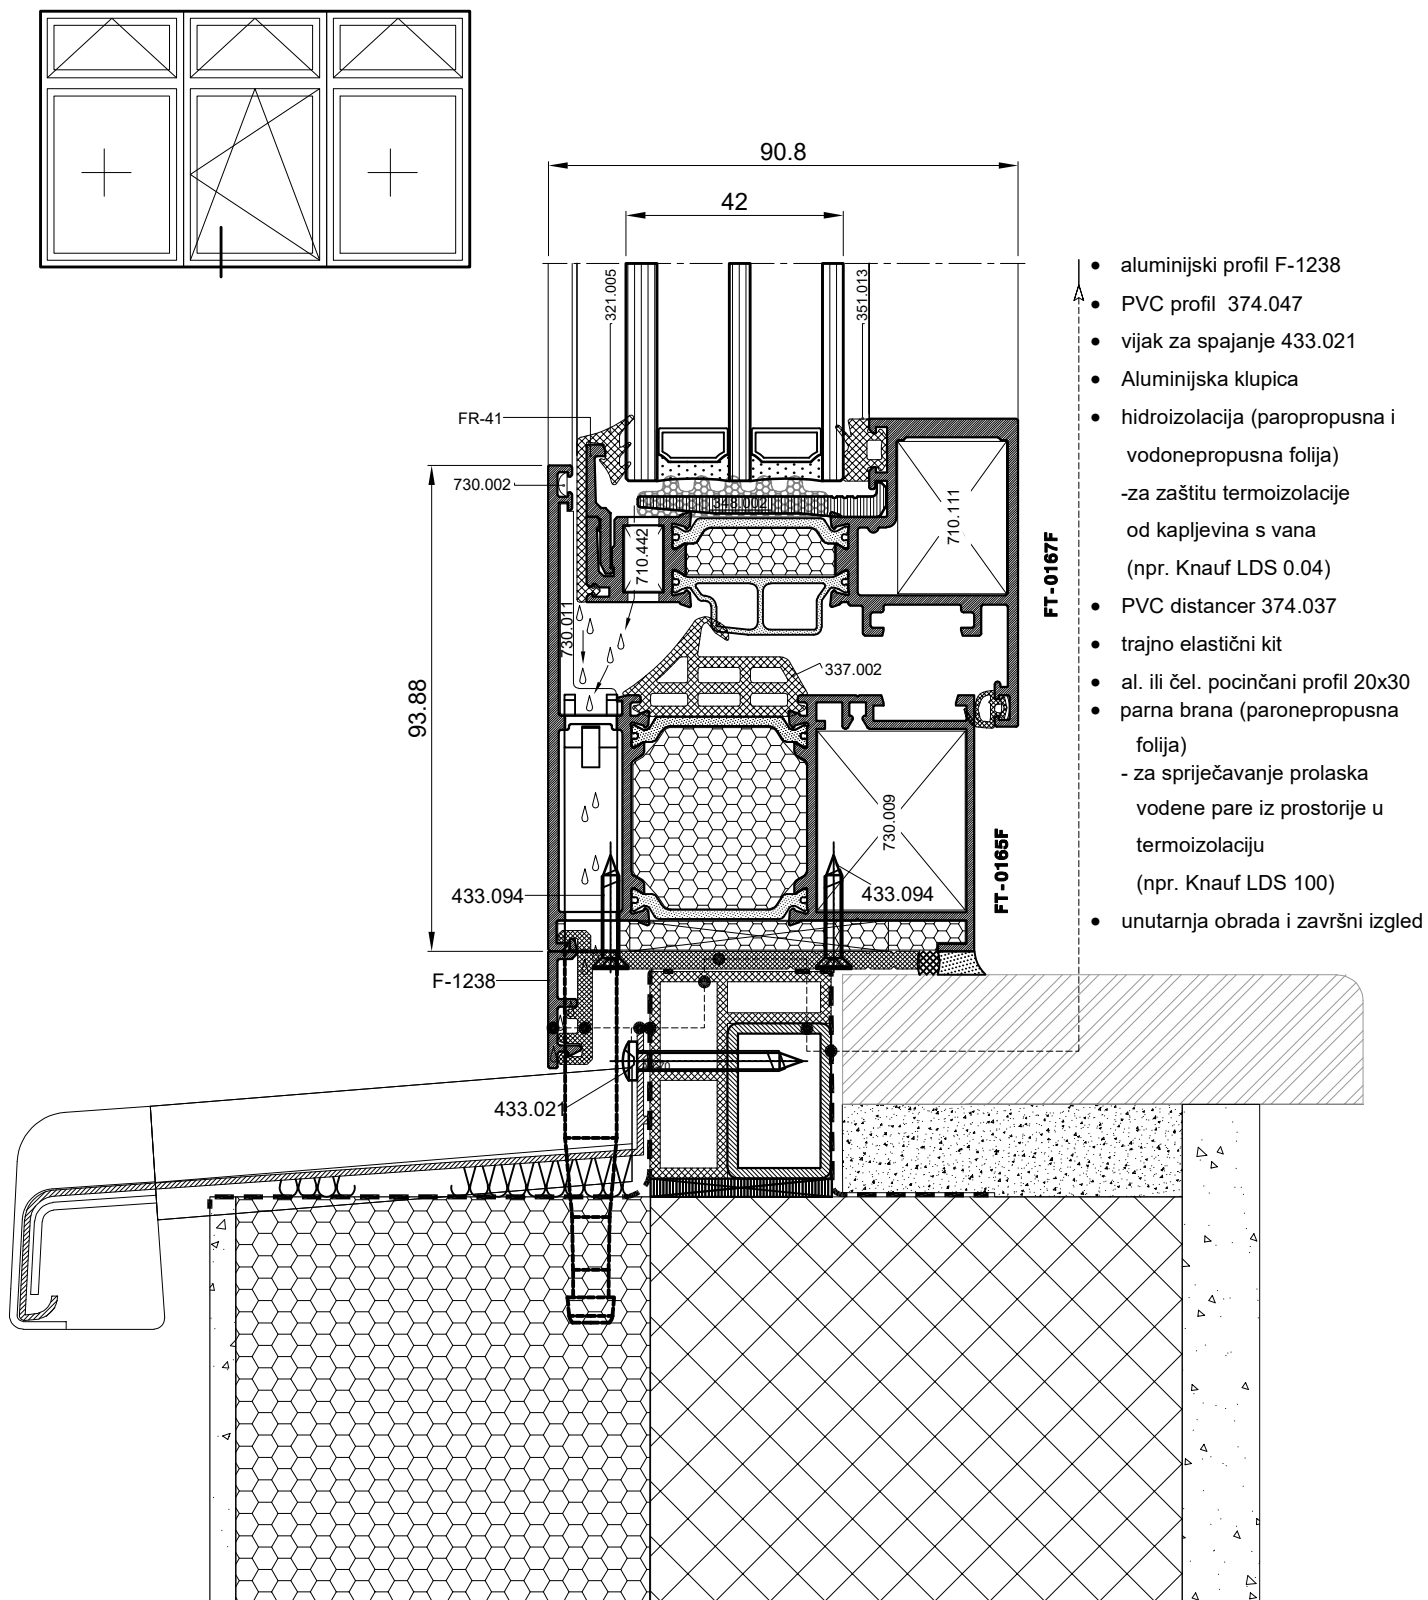 90.8
42
321.005
351.013
FR-41
730.002
348.002
710.442
710.111
FT-0167F
730.011
337.002
93.88
730.009
FT-0165F
433.094
433.094
F-1238
433.021
• aluminijski profil F-1238
• PVC profil 374.047
• vijak za spajanje 433.021
• Aluminijska klupica
• hidroizolacija (paropropusna i
vodonepropusna folija)
-za zaštitu termoizolacije
od kapljevina s vana
(npr. Knauf LDS 0.04)
• PVC distancer 374.037
• trajno elastični kit
• al. ili čel. pocinčani profil 20x30
• parna brana (paronepropusna
folija)
- za spriječavanje prolaska
vodene pare iz prostorije u
termoizolaciju
(npr. Knauf LDS 100)
• unutarnja obrada i završni izgled